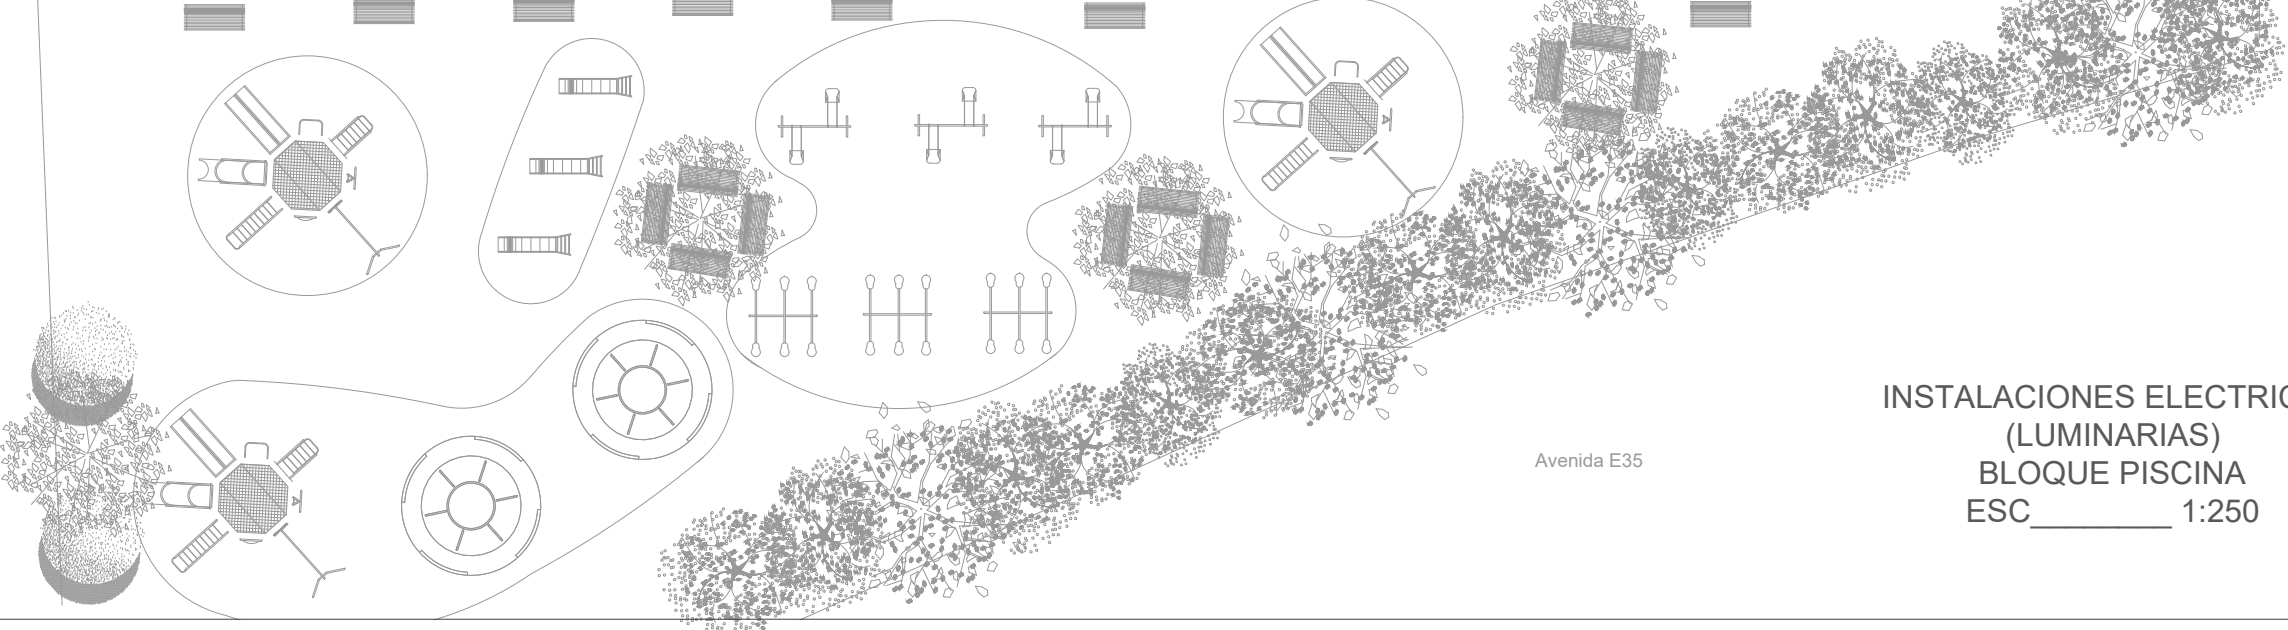 Avenida E35
INSTALACIONES ELECTRIC
(LUMINARIAS)
BLOQUE PISCINA
ESC________ 1:250